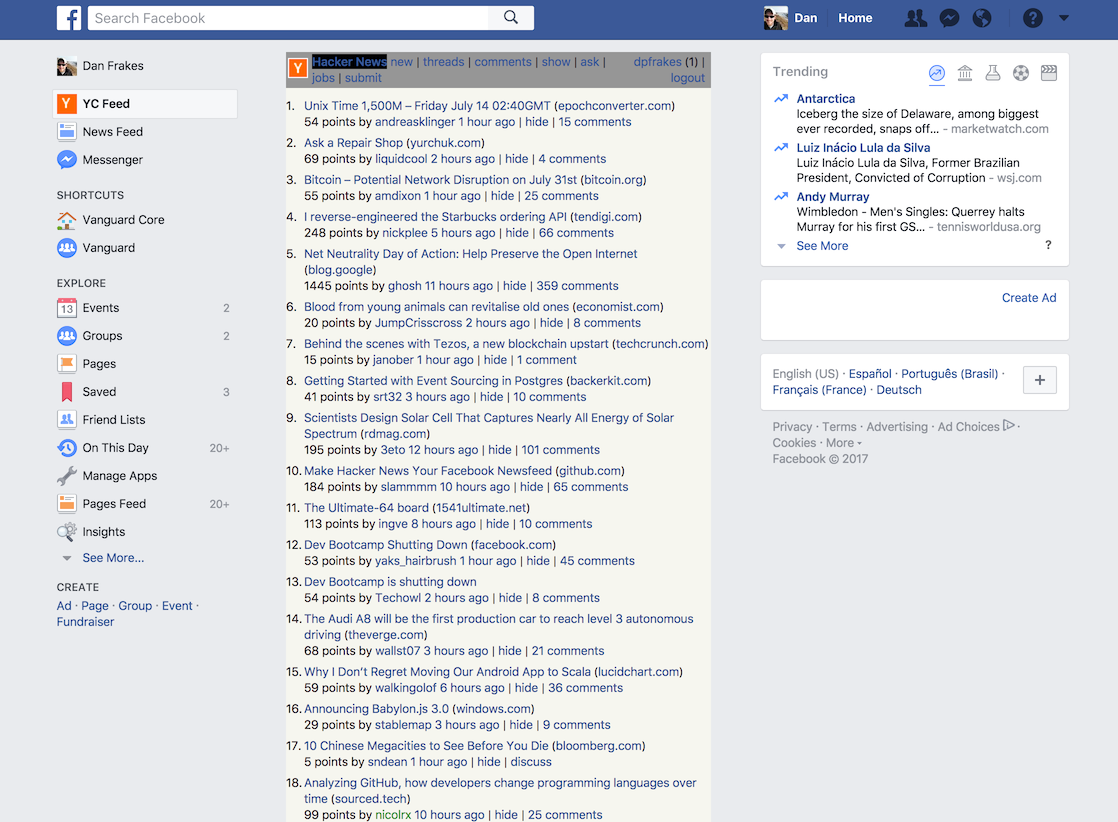 Search Facebook
Dan
Home
Dan Frakes
YC Feed
News Feed
Messenger
SHORTCUTS
Vanguard Core
Vanguard
EXPLORE
13 Events 2
Groups 2
Pages
Saved 3
Friend Lists
On This Day 20+
Manage Apps
Pages Feed 20+
Insights
See More...
CREATE
Ad · Page · Group · Event ·
Fundraiser
Y Hacker News new | threads | comments | show | ask | dpfrakes (1) |
jobs | submit logout
1. Unix Time 1,500M – Friday July 14 02:40GMT (epochconverter.com)
54 points by andreasklinger 1 hour ago | hide | 15 comments
2. Ask a Repair Shop (yurchuk.com)
69 points by liquidcool 2 hours ago | hide | 4 comments
3. Bitcoin – Potential Network Disruption on July 31st (bitcoin.org)
55 points by amdixon 1 hour ago | hide | 25 comments
4. I reverse-engineered the Starbucks ordering API (tendigi.com)
248 points by nickplee 5 hours ago | hide | 66 comments
5. Net Neutrality Day of Action: Help Preserve the Open Internet
(blog.google)
1445 points by ghosh 11 hours ago | hide | 359 comments
6. Blood from young animals can revitalise old ones (economist.com)
20 points by JumpCrisscross 2 hours ago | hide | 8 comments
7. Behind the scenes with Tezos, a new blockchain upstart (techcrunch.com)
15 points by janober 1 hour ago | hide | 1 comment
8. Getting Started with Event Sourcing in Postgres (backerkit.com)
41 points by srt32 3 hours ago | hide | 10 comments
9. Scientists Design Solar Cell That Captures Nearly All Energy of Solar
Spectrum (rdmag.com)
195 points by 3eto 12 hours ago | hide | 101 comments
10. Make Hacker News Your Facebook Newsfeed (github.com)
184 points by slammmm 10 hours ago | hide | 65 comments
11. The Ultimate-64 board (1541ultimate.net)
113 points by ingve 8 hours ago | hide | 10 comments
12. Dev Bootcamp Shutting Down (facebook.com)
53 points by yaks_hairbrush 1 hour ago | hide | 45 comments
13. Dev Bootcamp is shutting down
54 points by Techowl 2 hours ago | hide | 8 comments
14. The Audi A8 will be the first production car to reach level 3 autonomous
driving (theverge.com)
68 points by wallst07 3 hours ago | hide | 21 comments
15. Why I Don't Regret Moving Our Android App to Scala (lucidchart.com)
59 points by walkingolof 6 hours ago | hide | 36 comments
16. Announcing Babylon.js 3.0 (windows.com)
29 points by stablemap 3 hours ago | hide | 9 comments
17. 10 Chinese Megacities to See Before You Die (bloomberg.com)
5 points by sndean 1 hour ago | hide | discuss
18. Analyzing GitHub, how developers change programming languages over
time (sourced.tech)
99 points by nicolrx 10 hours ago | hide | 25 comments
Trending
Antarctica
Iceberg the size of Delaware, among biggest
ever recorded, snaps off... - marketwatch.com
Luiz Inácio Lula da Silva
Luiz Inácio Lula da Silva, Former Brazilian
President, Convicted of Corruption - wsj.com
Andy Murray
Wimbledon - Men's Singles: Querrey halts
Murray for his first GS... - tennisworldusa.org
See More ?
Create Ad
English (US) · Español · Português (Brasil) ·
Français (France) · Deutsch
+
Privacy · Terms · Advertising · Ad Choices ·
Cookies · More
Facebook © 2017